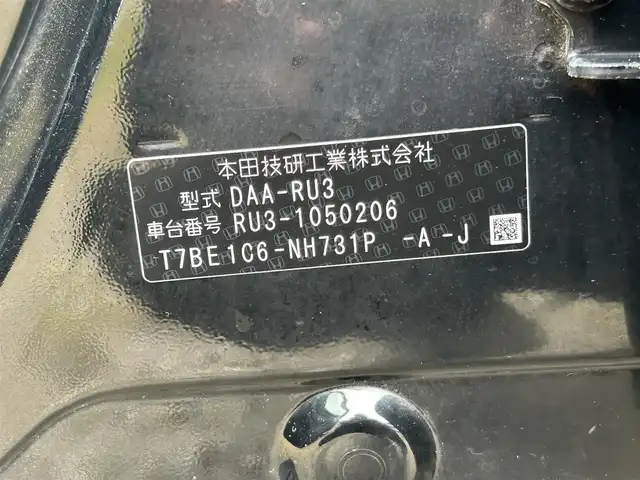 本田技研工業株式会社
型式 DAA-RU3
車台番号 RU3-1050206
T7BE1C6-NH731P -A -J